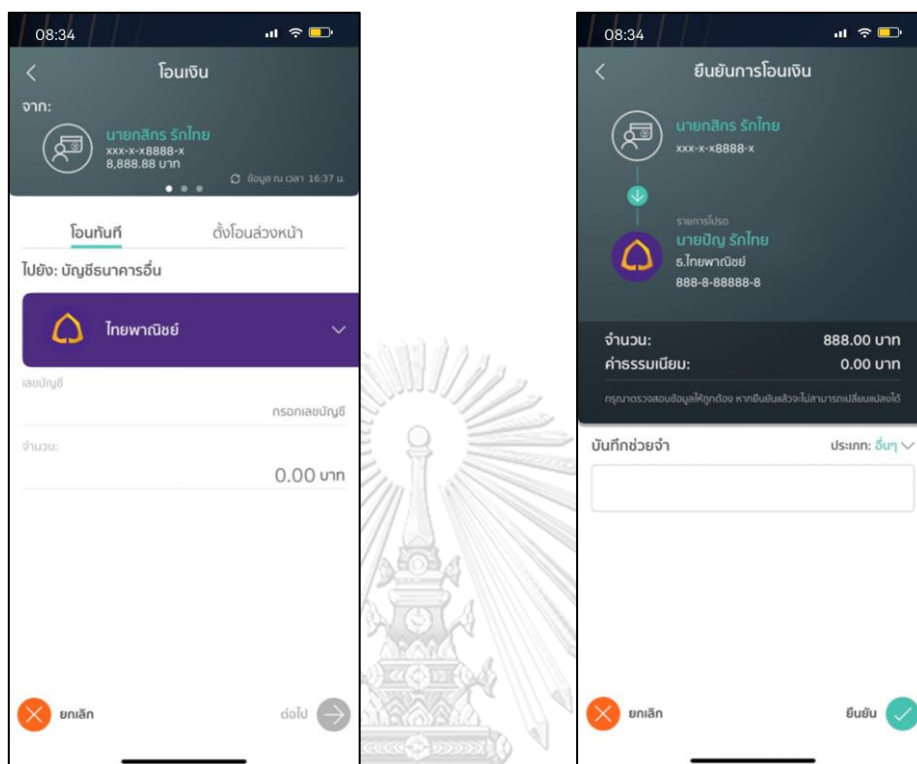 08:34
โอนเงิน
จาก:
นายกสิกร รักไทย
xxx-x-x8888-x
8,888.88 บาท
ข้อมูล ณ เวลา 16:37 น.
โอนทันที
ตั้งโอนล่วงหน้า
ไปยัง: บัญชีธนาคารอื่น
ไทยพาณิชย์
เลขบัญชี
กรอกเลขบัญชี
จำนวน:
0.00 บาท
ยกเลิก
ต่อไป
08:34
ยืนยันการโอนเงิน
นายกสิกร รักไทย
xxx-x-x8888-x
รายการโปรด
นายปัญ รักไทย
ธ.ไทยพาณิชย์
888-8-88888-8
จำนวน: 888.00 บาท
ค่าธรรมเนียม: 0.00 บาท
กรุณาตรวจสอบข้อมูลให้ถูกต้อง หากยืนยันแล้วจะไม่สามารถเปลี่ยนแปลงได้
บันทึกช่วยจำ
ประเภท: อื่นๆ
ยกเลิก
ยืนยัน